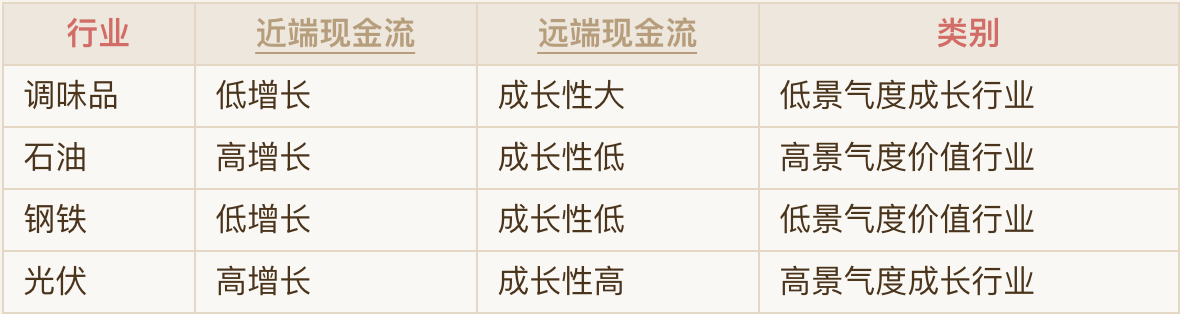 行业 近端现金流 远端现金流 类别
调味品 低增长 成长性大 低景气度成长行业
石油 高增长 成长性低 高景气度价值行业
钢铁 低增长 成长性低 低景气度价值行业
光伏 高增长 成长性高 高景气度成长行业